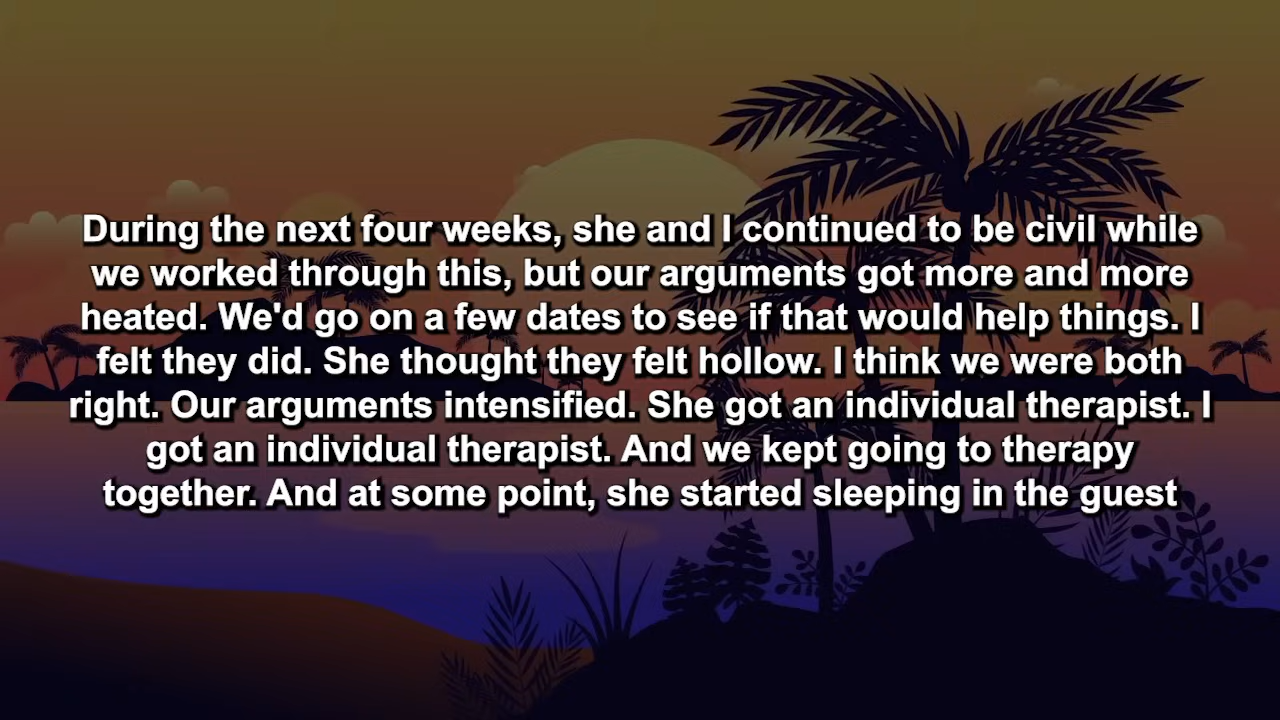 During the next four weeks, she and I continued to be civil while
we worked through this, but our arguments got more and more
heated. We'd go on a few dates to see if that would help things. I
felt they did. She thought they felt hollow. I think we were both
right. Our arguments intensified. She got an individual therapist. I
got an individual therapist. And we kept going to therapy
together. And at some point, she started sleeping in the guest